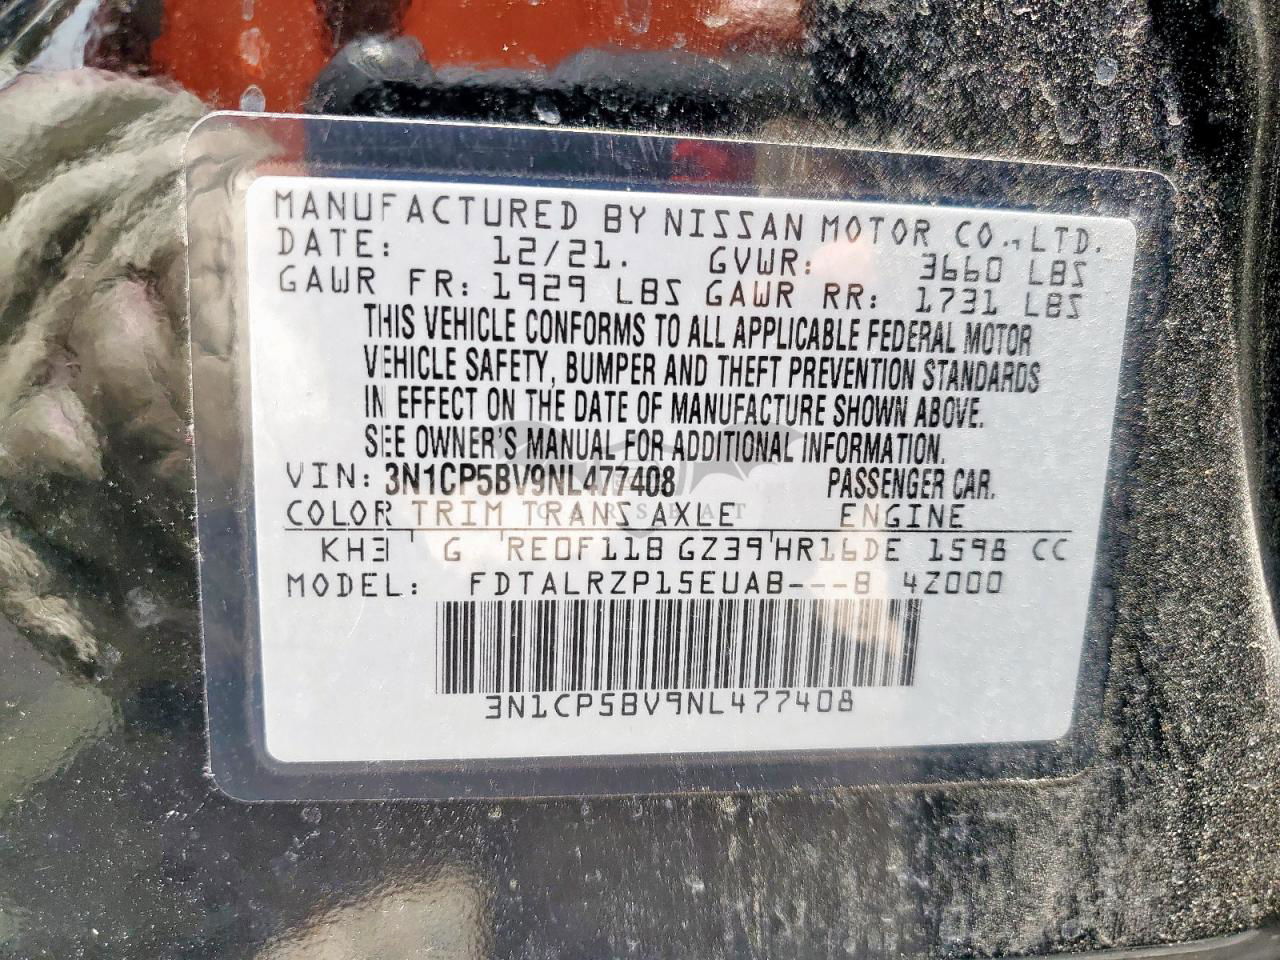 MANUFACTURED BY NISSAN MOTOR CO., LTD.
DATE: 12/21. GVWR: 3660 LBS
GAWR FR: 1929 LBS GAWR RR: 1731 LBS
THIS VEHICLE CONFORMS TO ALL APPLICABLE FEDERAL MOTOR
VEHICLE SAFETY, BUMPER AND THEFT PREVENTION STANDARDS
IN EFFECT ON THE DATE OF MANUFACTURE SHOWN ABOVE.
SEE OWNER'S MANUAL FOR ADDITIONAL INFORMATION.
VIN: 3N1CP5BV9NL477408 PASSENGER CAR.
COLOR TRIM TRANS AXLE ENGINE
KH3 G RE0F11B GZ39 HR16DE 1598 CC
MODEL: FDTALRZP15EUAB---B 4Z000
3N1CP5BV9NL477408